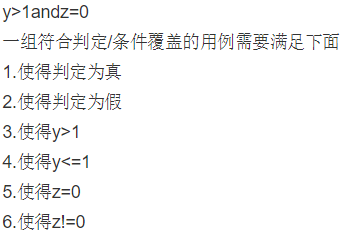 y>1andz=0
一组符合判定/条件覆盖的用例需要满足下面
1.使得判定为真
2.使得判定为假
3.使得y>1
4.使得y<=1
5.使得z=0
6.使得z!=0